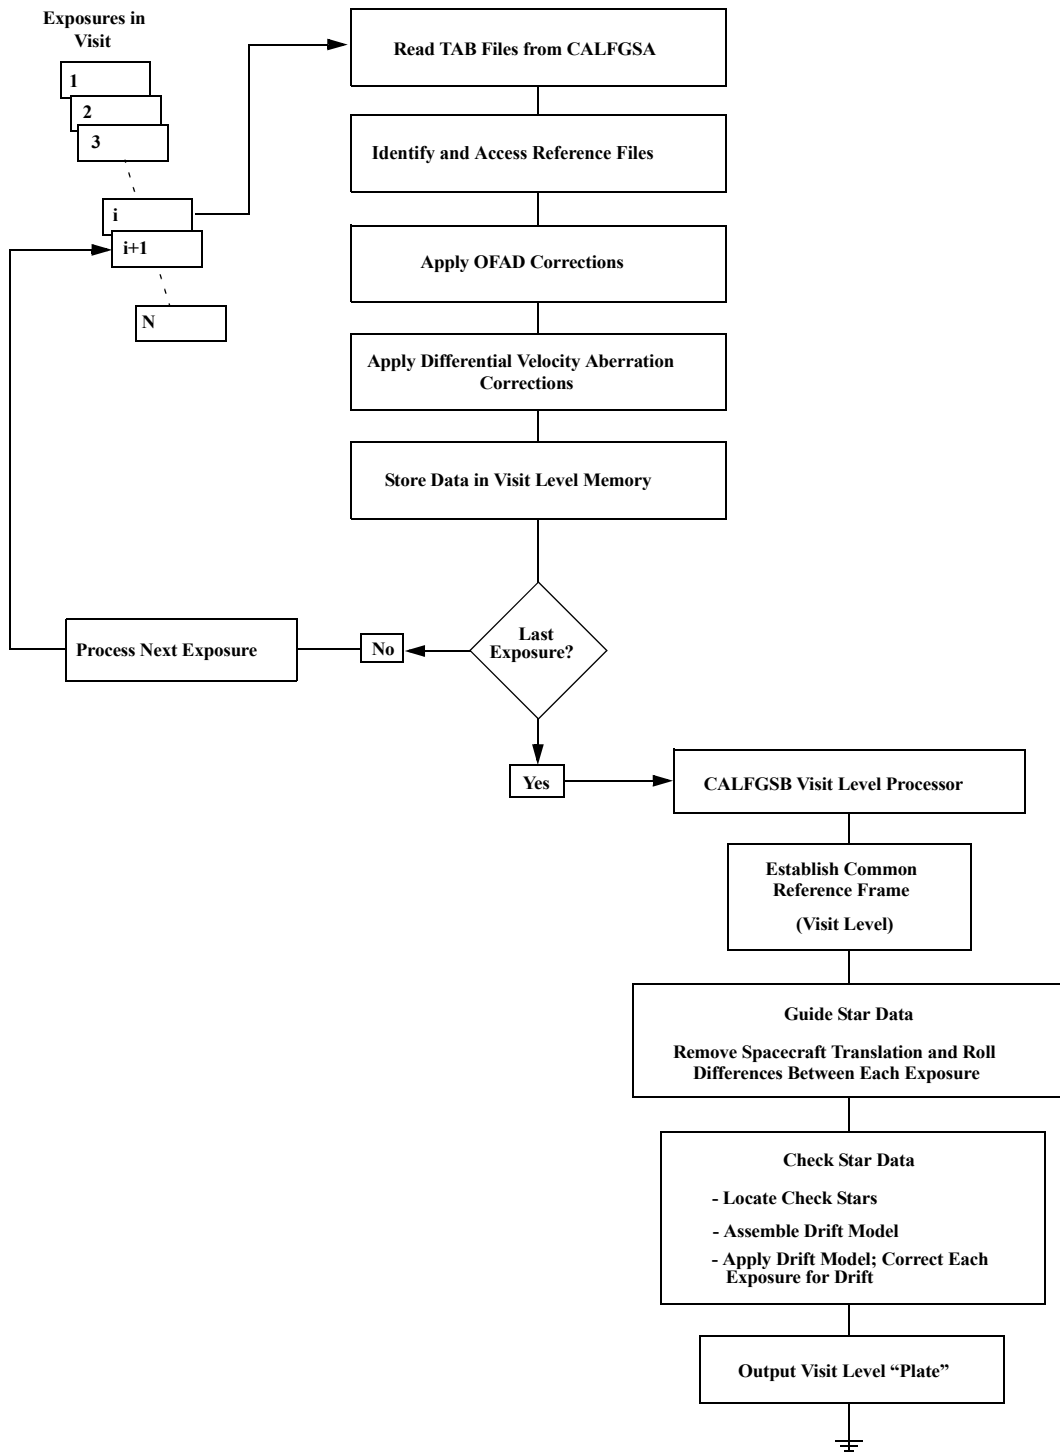 Exposures in
Visit
1
2
3
i
i+1
N
Read TAB Files from CALFGSA
Identify and Access Reference Files
Apply OFAD Corrections
Apply Differential Velocity Aberration
Corrections
Store Data in Visit Level Memory
Last
Exposure?
No
Process Next Exposure
Yes
CALFGSB Visit Level Processor
Establish Common
Reference Frame
(Visit Level)
Guide Star Data
Remove Spacecraft Translation and Roll
Differences Between Each Exposure
Check Star Data
- Locate Check Stars
- Assemble Drift Model
- Apply Drift Model; Correct Each
Exposure for Drift
Output Visit Level “Plate”